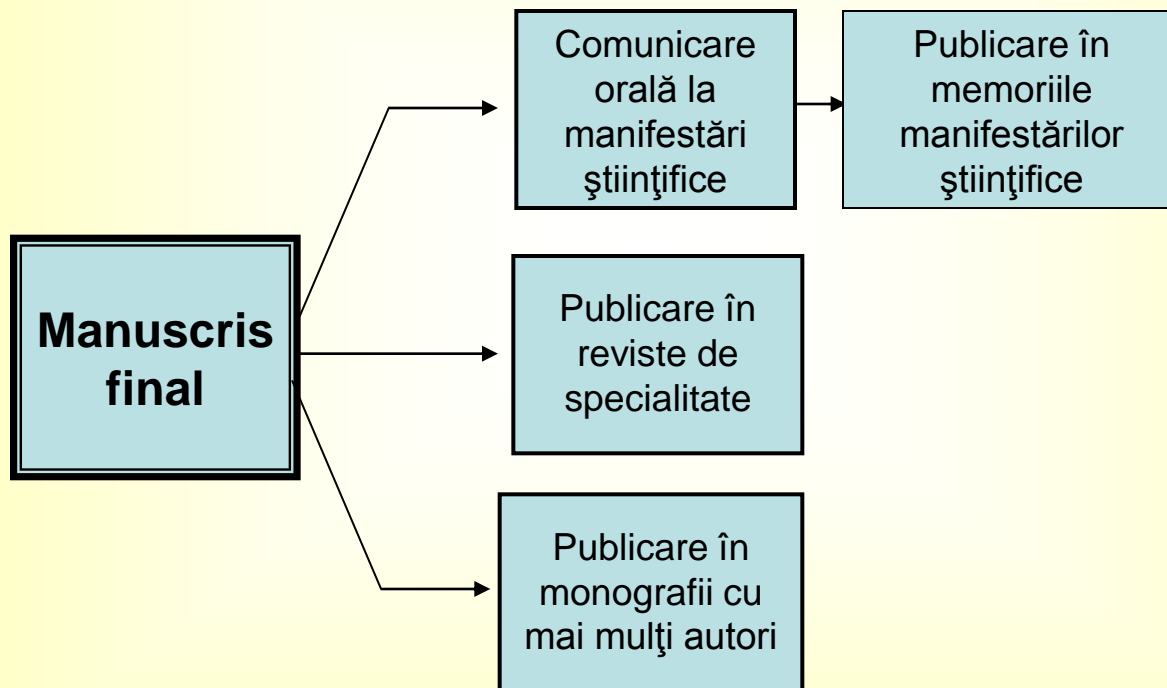 Comunicare
orală la
manifestări
ştiinţifice
Publicare în
memoriile
manifestărilor
ştiinţifice
Manuscris
final
Publicare în
reviste de
specialitate
Publicare în
monografii cu
mai mulţi autori